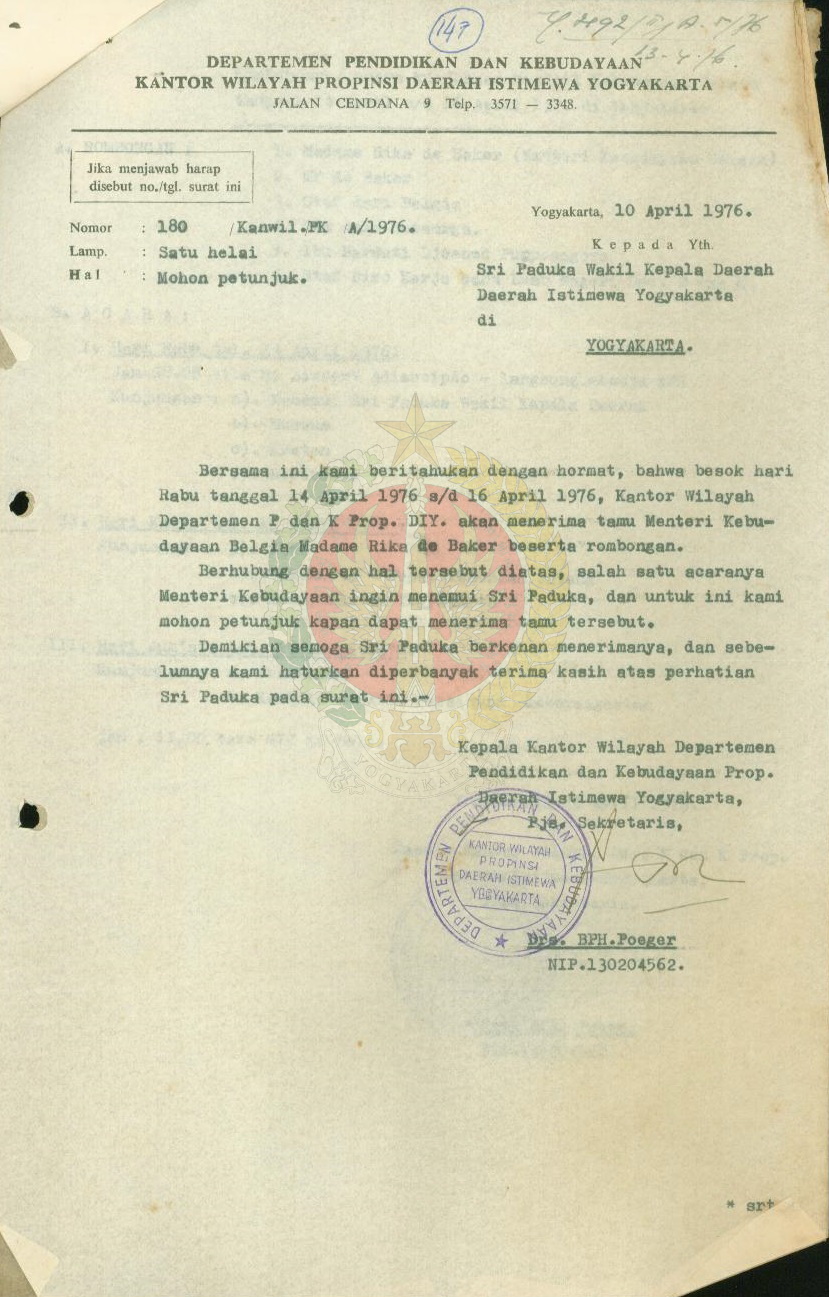 147
13-4-76.
DEPARTEMEN PENDIDIKAN DAN KEBUDAYAAN
KANTOR WILAYAH PROPINSI DAERAH ISTIMEWA YOGYAKARTA
JALAN CENDANA 9 Telp. 3571 — 3348.
Jika menjawab harap
disebut no./tgl. surat ini
Yogyakarta, 10 April 1976.
Nomor : 180 /Kanwil.PK /A/1976.
Lamp. : Satu helai
Hal : Mohon petunjuk.
Kepada Yth.
Sri Paduka Wakil Kepala Daerah
Daerah Istimewa Yogyakarta
di
YOGYAKARTA.
Bersama ini kami beritahukan dengan hormat, bahwa besok hari
Rabu tanggal 14 April 1976 s/d 16 April 1976, Kantor Wilayah
Departemen P dan K Prop. DIY. akan menerima tamu Menteri Kebu-
dayaan Belgia Madame Rika de Baker beserta rombongan.
Berhubung dengan hal tersebut diatas, salah satu acaranya
Menteri Kebudayaan ingin menemui Sri Paduka, dan untuk ini kami
mohon petunjuk kapan dapat menerima tamu tersebut.
Demikian semoga Sri Paduka berkenan menerimanya, dan sebe-
lumnya kami haturkan diperbanyak terima kasih atas perhatian
Sri Paduka pada surat ini.-
YOGYAKARTA
Kepala Kantor Wilayah Departemen
Pendidikan dan Kebudayaan Prop.
Daerah Istimewa Yogyakarta,
Pjs. Sekretaris,
DEPARTEMEN PENDIDIKAN DAN KEBUDAYAAN
KANTOR WILAYAH
PROPINSI
DAERAH ISTIMEWA
YOGYAKARTA
Drs. BPH.Poeger
NIP.130204562.
* srt